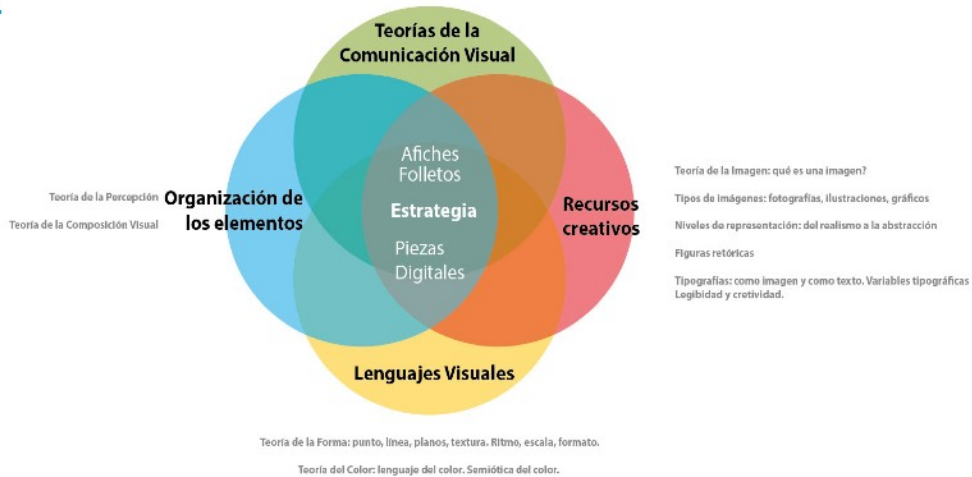 Teorías de la
Comunicación Visual
Afiches
Folletos
Estrategia
Piezas
Digitales
Teoría de la Percepción
Teoría de la Composición Visual
Organización de
los elementos
Recursos
creativos
Teoría de la Imagen: qué es una imagen?
Tipos de imágenes: fotografías, ilustraciones, gráficos
Niveles de representación: del realismo a la abstracción
Figuras retóricas
Tipografías: como imagen y como texto. Variables tipográficas
Legibidad y cretividad.
Lenguajes Visuales
Teoría de la Forma: punto, línea, planos, textura. Ritmo, escala, formato.
Teoría del Color: lenguaje del color. Semiótica del color.